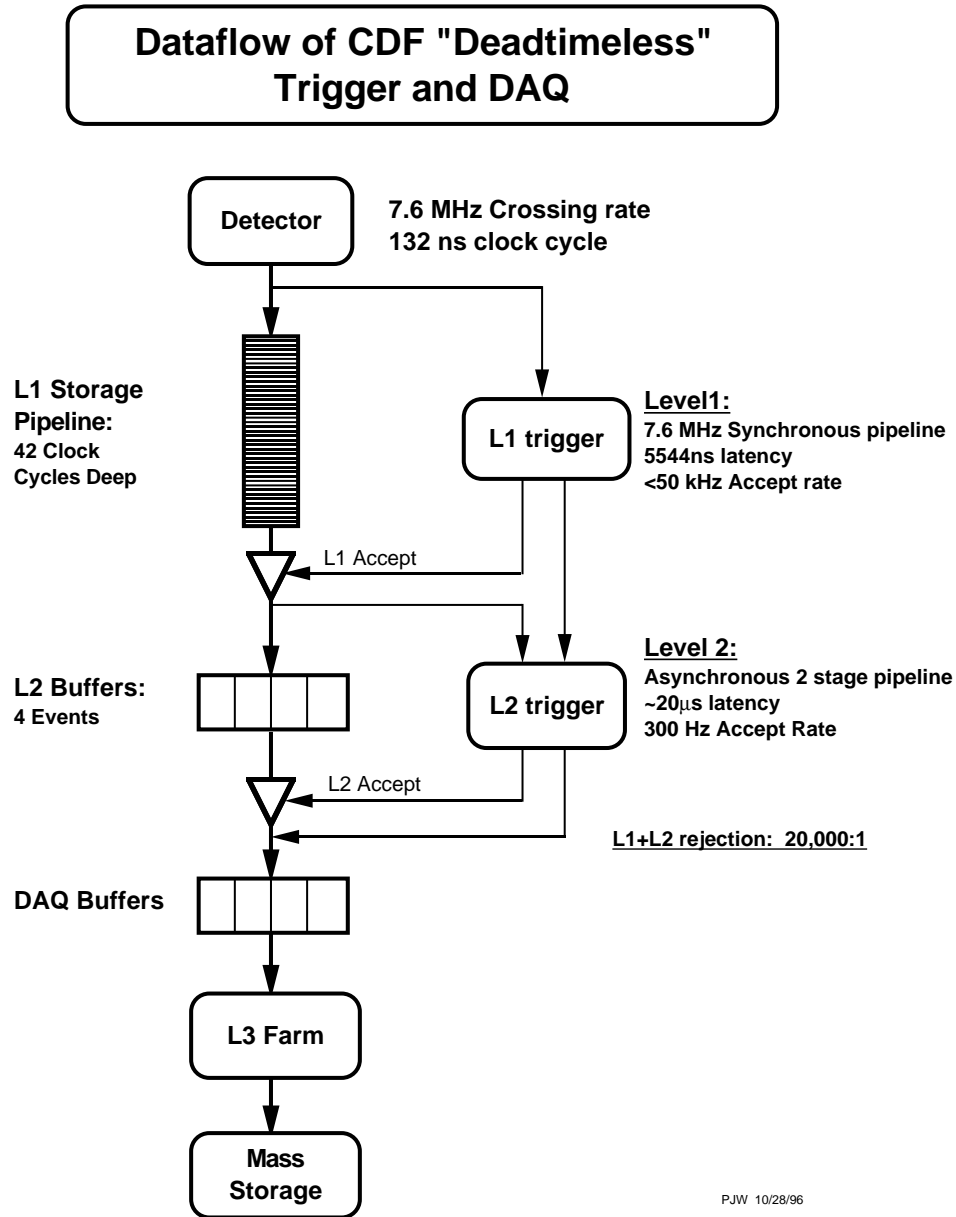 Dataflow of CDF "Deadtimeless"
Trigger and DAQ
Detector
7.6 MHz Crossing rate
132 ns clock cycle
L1 Storage
Pipeline:
42 Clock
Cycles Deep
L1 trigger
Level1:
7.6 MHz Synchronous pipeline
5544ns latency
<50 kHz Accept rate
L1 Accept
L2 Buffers:
4 Events
L2 trigger
Level 2:
Asynchronous 2 stage pipeline
~20μs latency
300 Hz Accept Rate
L2 Accept
L1+L2 rejection: 20,000:1
DAQ Buffers
L3 Farm
Mass
Storage
PJW 10/28/96